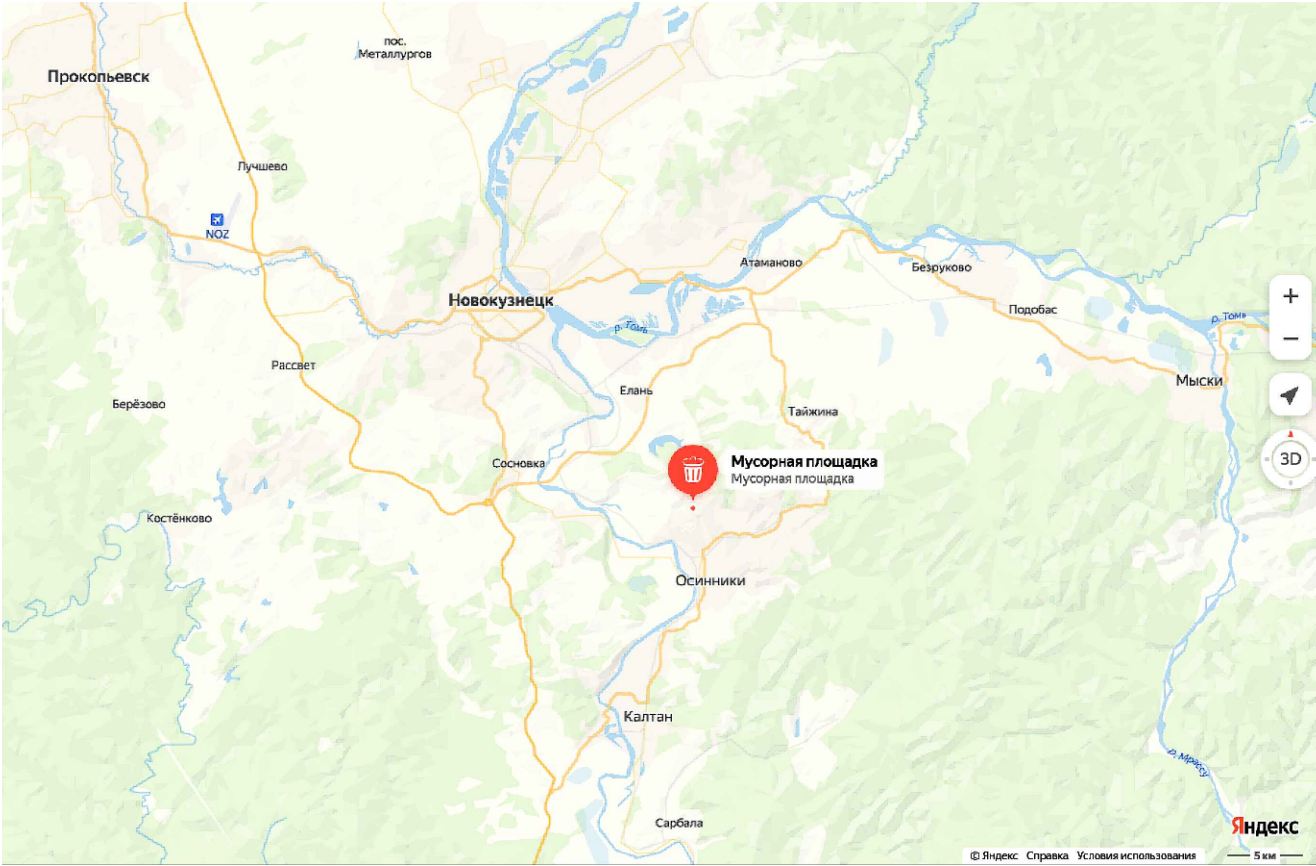 пос.
Металлургов
Прокопьевск
Лучшево
NOZ
Атаманово
Безруково
Новокузнецк
Подобас
р. Томь
р. Томь
Рассвет
Мыски
Елань
Берёзово
Тайжина
3D
Сосновка
Мусорная площадка
Мусорная площадка
Костёнково
Осинники
Калтан
р. Мрассу
Сарбала
Яндекс
© Яндекс Справка Условия использования 5 км